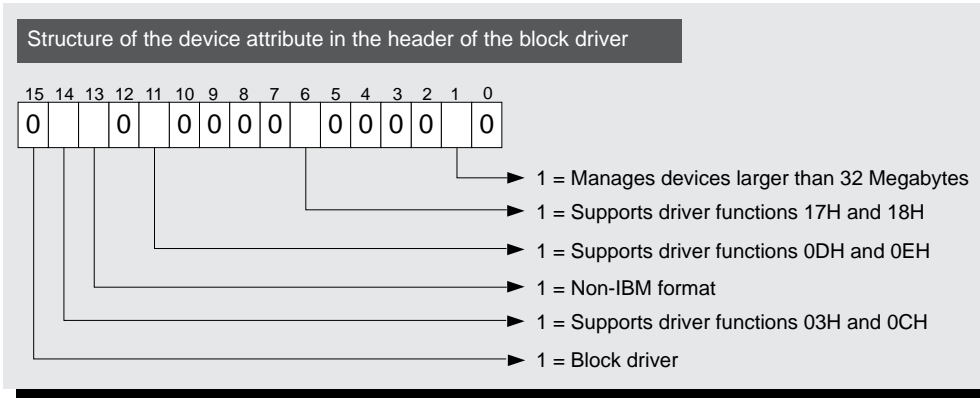 Structure of the device attribute in the header of the block driver
15 14 13 12 11 10 9 8 7 6 5 4 3 2 1 0
0 0 0 0 0 0 0 0 0 0 0
1 = Manages devices larger than 32 Megabytes
1 = Supports driver functions 17H and 18H
1 = Supports driver functions 0DH and 0EH
1 = Non-IBM format
1 = Supports driver functions 03H and 0CH
1 = Block driver